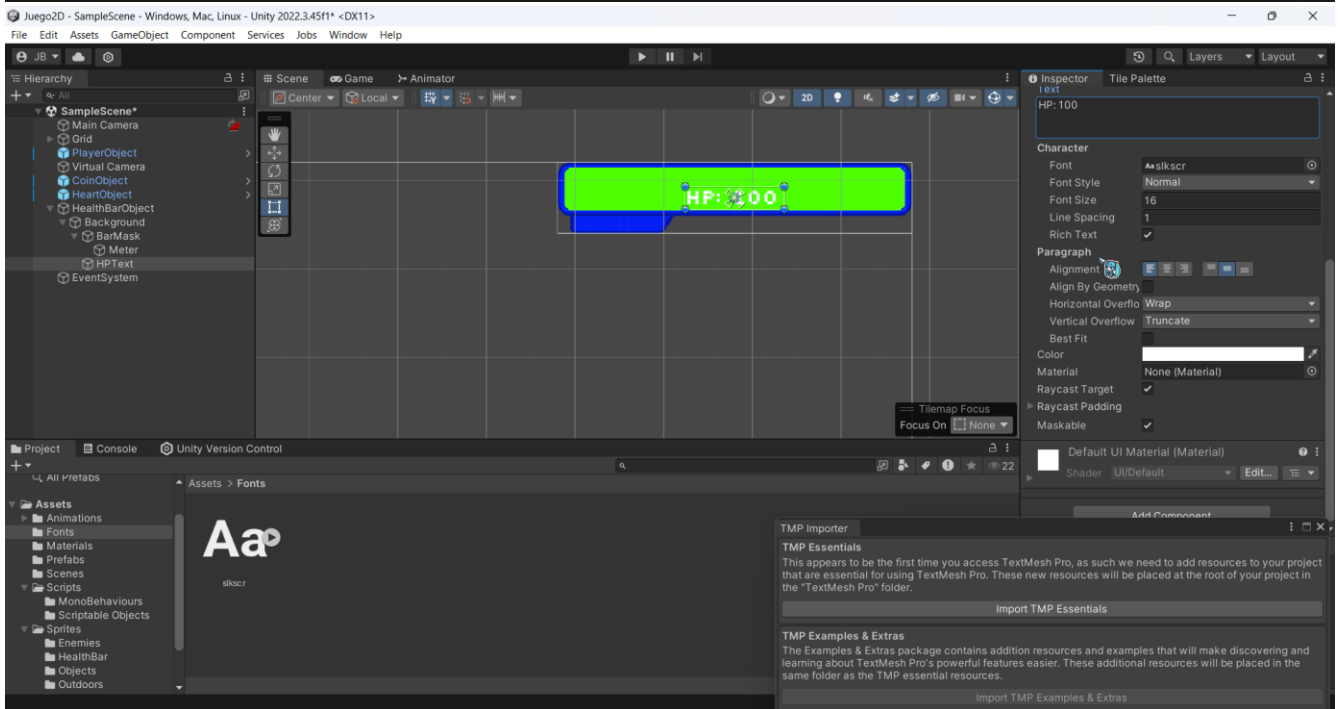 Juego2D - SampleScene - Windows, Mac, Linux - Unity 2022.3.45f1* <DX11>
File Edit Assets GameObject Component Services Jobs Window Help
JB Layers Layout
Hierarchy Scene Game Animator Inspector Tile Palette
All Center Local 2D Text
SampleScene* HP: 100
Main Camera
Grid Character
PlayerObject Font slkscr
Virtual Camera Font Style Normal
CoinObject Font Size 16
HeartObject Line Spacing 1
HealthBarObject Rich Text
Background Paragraph
BarMask Alignment
Meter Align By Geometry
HPText Horizontal Overflo Wrap
EventSystem Vertical Overflow Truncate
HP: 100
Best Fit
Color
Material None (Material)
Raycast Target
Raycast Padding
Maskable
Tilemap Focus
Focus On None
Default UI Material (Material)
Shader UI/Default Edit...
Add Component
Project Console Unity Version Control
22
All Prefabs
Assets > Fonts
Assets
Animations
Fonts
Materials
Prefabs
Scenes
Scripts
MonoBehaviours
Scriptable Objects
Sprites
Enemies
HealthBar
Objects
Outdoors
Aa
slkscr
TMP Importer
TMP Essentials
This appears to be the first time you access TextMesh Pro, as such we need to add resources to your project
that are essential for using TextMesh Pro. These new resources will be placed at the root of your project in
the "TextMesh Pro" folder.
Import TMP Essentials
TMP Examples & Extras
The Examples & Extras package contains addition resources and examples that will make discovering and
learning about TextMesh Pro's powerful features easier. These additional resources will be placed in the
same folder as the TMP essential resources.
Import TMP Examples & Extras